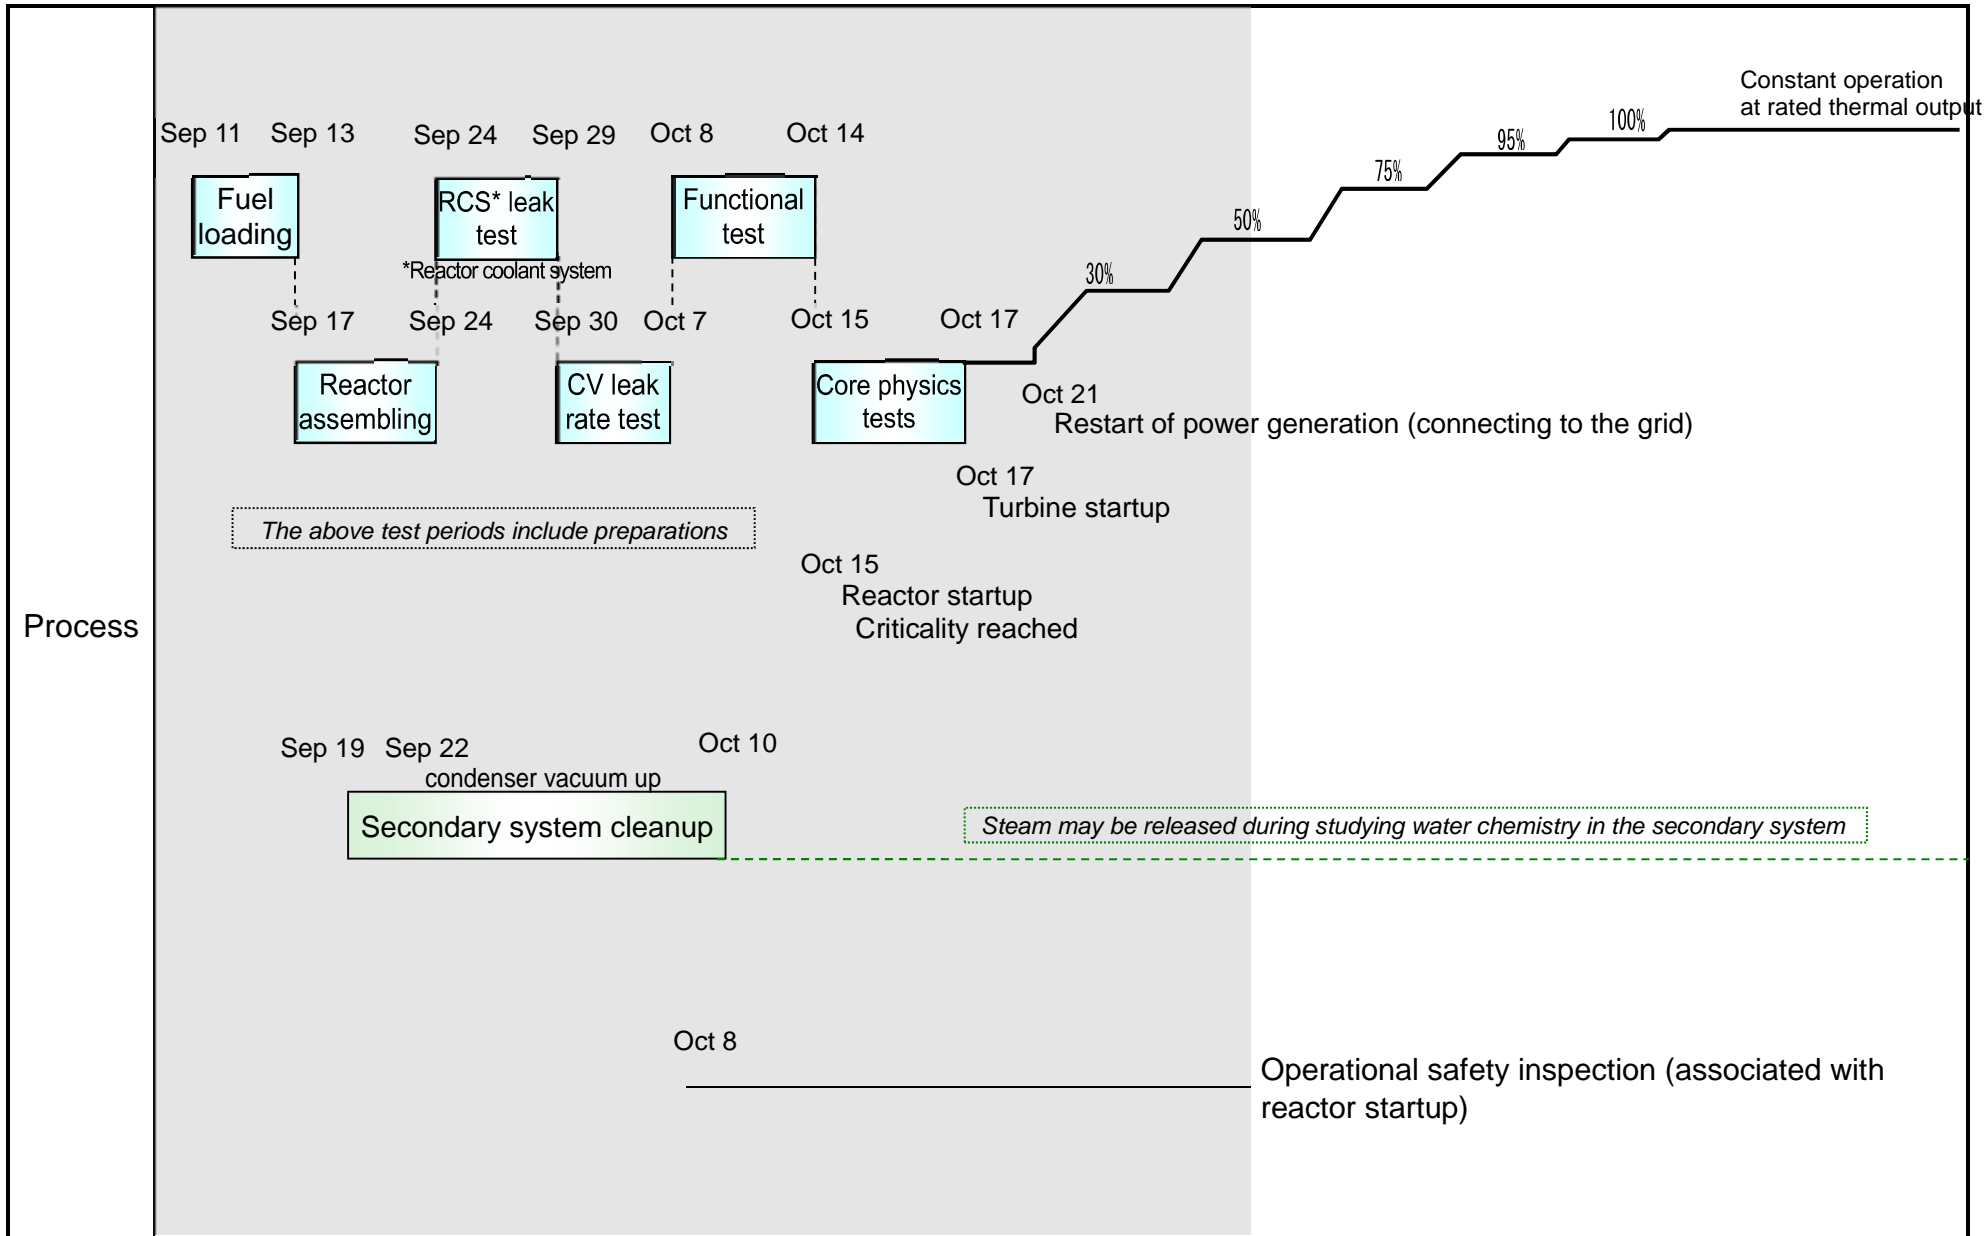 Constant operation
at rated thermal output
100%
95%
75%
50%
30%
Sep 11
Sep 13
Sep 24
Sep 29
Oct 8
Oct 14
Fuel
loading
RCS* leak
test
Functional
test
*Reactor coolant system
Sep 17
Sep 24
Sep 30
Oct 7
Oct 15
Oct 17
Reactor
assembling
CV leak
rate test
Core physics
tests
Oct 21
Restart of power generation (connecting to the grid)
Oct 17
Turbine startup
The above test periods include preparations
Oct 15
Reactor startup
Criticality reached
Process
Sep 19
Sep 22
Oct 10
condenser vacuum up
Secondary system cleanup
Steam may be released during studying water chemistry in the secondary system
Oct 8
Operational safety inspection (associated with
reactor startup)